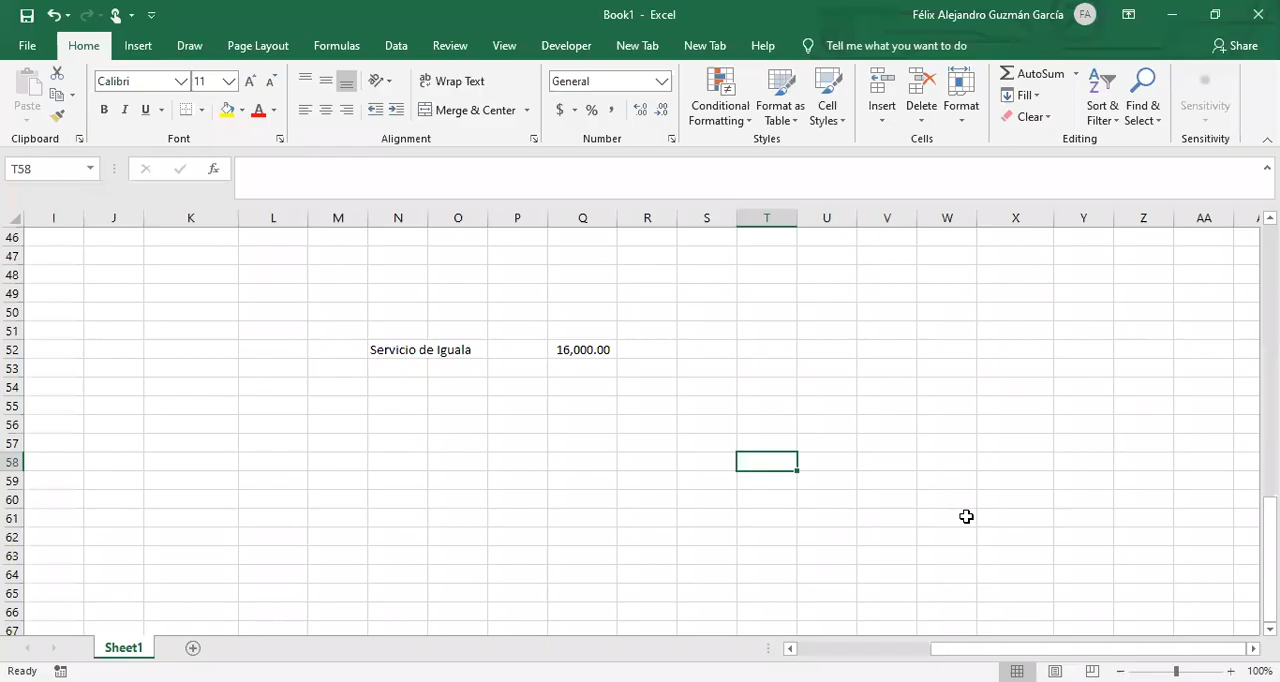 Book1 - Excel
Félix Alejandro Guzmán García
FA
File Home Insert Draw Page Layout Formulas Data Review View Developer New Tab New Tab Help Tell me what you want to do Share
Paste
Clipboard
Calibri 11
B I U
Font
Wrap Text
Merge & Center
Alignment
General
$ % ,
Number
Conditional Formatting
Format as Table
Cell Styles
Styles
Insert
Delete
Format
Cells
AutoSum
Fill
Clear
Sort & Filter
Find & Select
Editing
Sensitivity
Sensitivity
T58
fx
I J K L M N O P Q R S T U V W X Y Z AA
46
47
48
49
50
51
52 Servicio de Iguala 16,000.00
53
54
55
56
57
58
59
60
61
62
63
64
65
66
67
Sheet1
Ready
100%